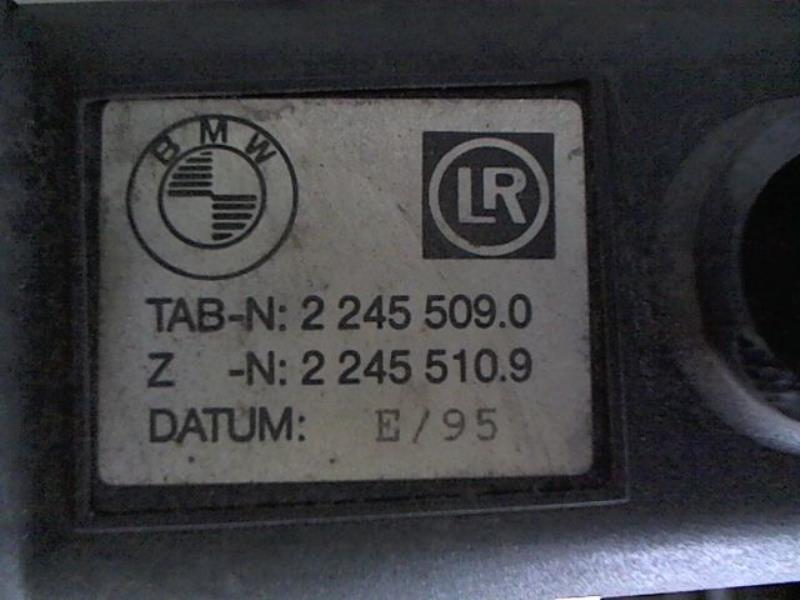 BMW
LR
TAB-N: 2 245 509.0
Z -N: 2 245 510.9
DATUM: E/95